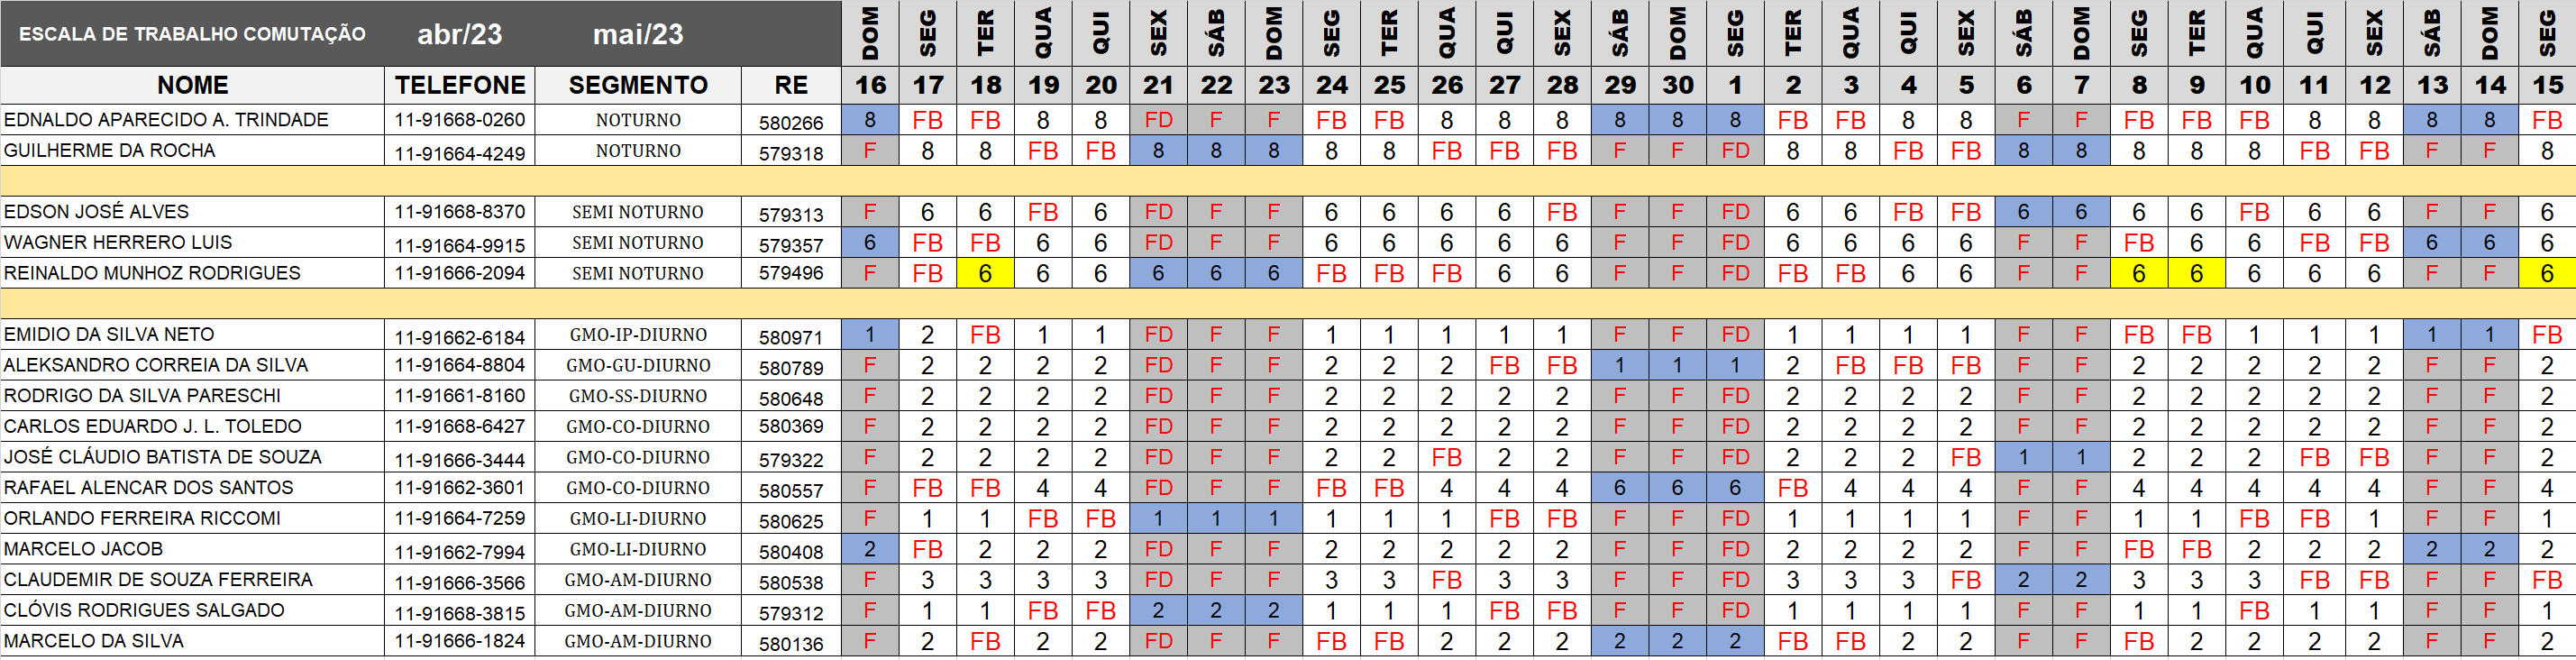 ESCALA DE TRABALHO COMUTAÇÃO abr/23 mai/23 DOM SEG TER QUA QUI SEX SÁB DOM SEG TER QUA QUI SEX SÁB DOM SEG TER QUA QUI SEX SÁB DOM SEG TER QUA QUI SEX SÁB DOM SEG
NOME TELEFONE SEGMENTO RE 16 17 18 19 20 21 22 23 24 25 26 27 28 29 30 1 2 3 4 5 6 7 8 9 10 11 12 13 14 15
EDNALDO APARECIDO A. TRINDADE 11-91668-0260 NOTURNO 580266 8 FB FB 8 8 FD F F FB FB 8 8 8 8 8 8 FB FB 8 8 F F FB FB FB 8 8 8 8 FB
GUILHERME DA ROCHA 11-91664-4249 NOTURNO 579318 F 8 8 FB FB 8 8 8 8 8 FB FB FB F F FD 8 8 FB FB 8 8 8 8 8 FB FB F F 8
EDSON JOSÉ ALVES 11-91668-8370 SEMI NOTURNO 579313 F 6 6 FB 6 FD F F 6 6 6 6 FB F F FD 6 6 FB FB 6 6 6 6 FB 6 6 F F 6
WAGNER HERRERO LUIS 11-91664-9915 SEMI NOTURNO 579357 6 FB FB 6 6 FD F F 6 6 6 6 6 F F FD 6 6 6 6 F F FB 6 6 FB FB 6 6 6
REINALDO MUNHOZ RODRIGUES 11-91666-2094 SEMI NOTURNO 579496 F FB 6 6 6 6 6 6 FB FB FB 6 6 F F FD FB FB 6 6 F F 6 6 6 6 6 F F 6
EMIDIO DA SILVA NETO 11-91662-6184 GMO-IP-DIURNO 580971 1 2 FB 1 1 FD F F 1 1 1 1 1 F F FD 1 1 1 1 F F FB FB 1 1 1 1 1 FB
ALEKSANDRO CORREIA DA SILVA 11-91664-8804 GMO-GU-DIURNO 580789 F 2 2 2 2 FD F F 2 2 2 FB FB 1 1 1 2 FB FB FB F F 2 2 2 2 2 F F 2
RODRIGO DA SILVA PARESCHI 11-91661-8160 GMO-SS-DIURNO 580648 F 2 2 2 2 FD F F 2 2 2 2 2 F F FD 2 2 2 2 F F 2 2 2 2 2 F F 2
CARLOS EDUARDO J. L. TOLEDO 11-91668-6427 GMO-CO-DIURNO 580369 F 2 2 2 2 FD F F 2 2 2 2 2 F F FD 2 2 2 2 F F 2 2 2 2 2 F F 2
JOSÉ CLÁUDIO BATISTA DE SOUZA 11-91666-3444 GMO-CO-DIURNO 579322 F 2 2 2 2 FD F F 2 2 FB 2 2 F F FD 2 2 2 FB 1 1 2 2 2 FB FB F F 2
RAFAEL ALENCAR DOS SANTOS 11-91662-3601 GMO-CO-DIURNO 580557 F FB FB 4 4 FD F F FB FB 4 4 4 6 6 6 FB 4 4 4 F F 4 4 4 4 4 F F 4
ORLANDO FERREIRA RICCOMI 11-91664-7259 GMO-LI-DIURNO 580625 F 1 1 FB FB 1 1 1 1 1 1 FB FB F F FD 1 1 1 1 F F 1 1 FB FB 1 F F 1
MARCELO JACOB 11-91662-7994 GMO-LI-DIURNO 580408 2 FB 2 2 2 FD F F 2 2 2 2 2 F F FD 2 2 2 2 F F FB FB 2 2 2 2 2 2
CLAUDEMIR DE SOUZA FERREIRA 11-91666-3566 GMO-AM-DIURNO 580538 F 3 3 3 3 FD F F 3 3 FB 3 3 F F FD 3 3 3 FB 2 2 3 3 3 FB FB F F FB
CLÓVIS RODRIGUES SALGADO 11-91668-3815 GMO-AM-DIURNO 579312 F 1 1 FB FB 2 2 2 1 1 1 FB FB F F FD 1 1 1 1 F F 1 1 FB 1 1 F F 1
MARCELO DA SILVA 11-91666-1824 GMO-AM-DIURNO 580136 F 2 FB 2 2 FD F F FB FB 2 2 2 2 2 2 FB FB 2 2 F F FB 2 2 2 2 F F 2